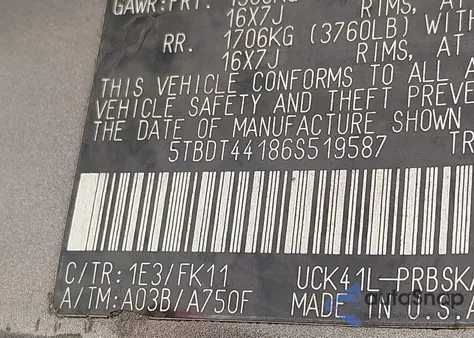 GAWR:FRT. 1500KG
RIMS, AT
16X7J
RR. 1706KG (3760LB) WITH
16X7J RIMS, AT
THIS VEHICLE CONFORMS TO ALL A
VEHICLE SAFETY AND THEFT PREVE
THE DATE OF MANUFACTURE SHOWN
5TBDT44186S519587 TR
C/TR: 1E3/FK11 UCK41L-PRBSKA
A/TM: A03B/A750F MADE IN U.S.A
autoSnap